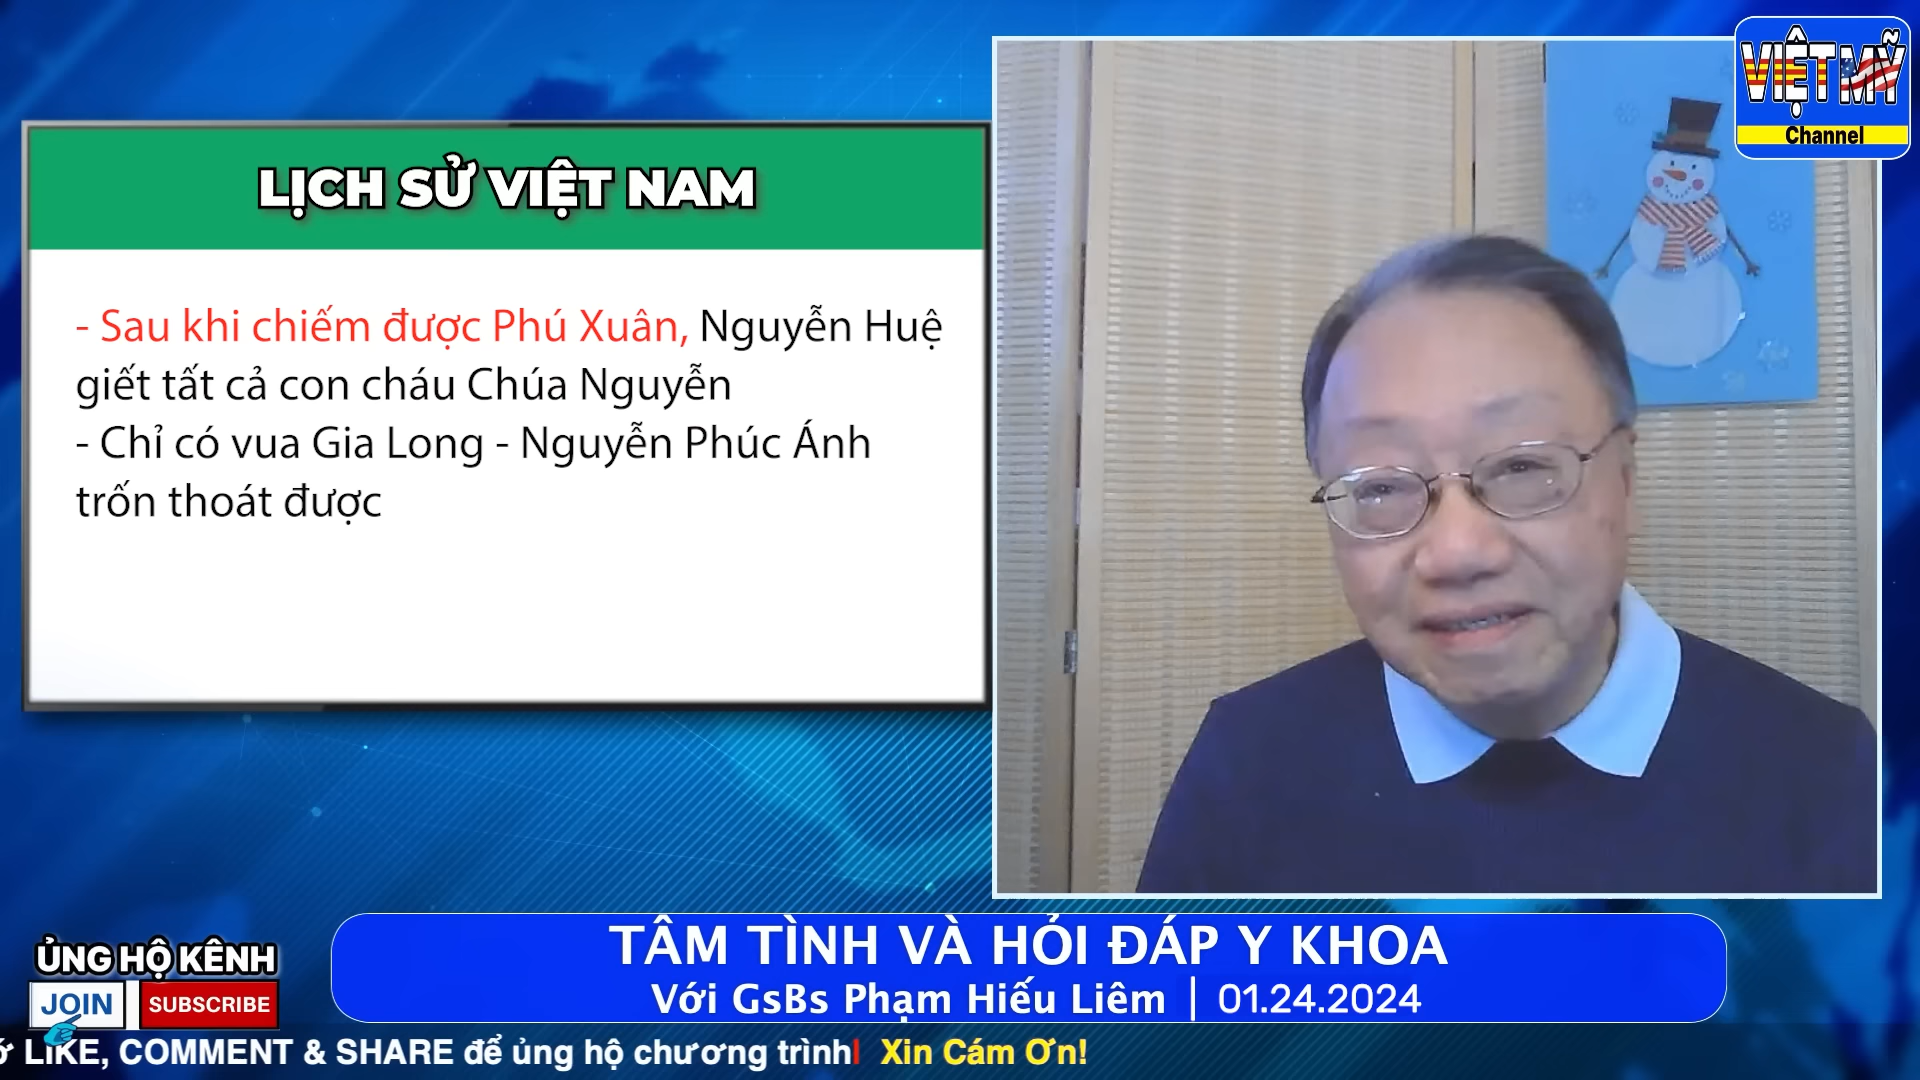 VIỆT MỸ
Channel
LỊCH SỬ VIỆT NAM
- Sau khi chiếm được Phú Xuân, Nguyễn Huệ
giết tất cả con cháu Chúa Nguyễn
- Chỉ có vua Gia Long - Nguyễn Phúc Ánh
trốn thoát được
TÂM TÌNH VÀ HỎI ĐÁP Y KHOA
Với GsBs Phạm Hiếu Liêm | 01.24.2024
ỦNG HỘ KÊNH
JOIN SUBSCRIBE
LIKE, COMMENT & SHARE để ủng hộ chương trình! Xin Cám Ơn!